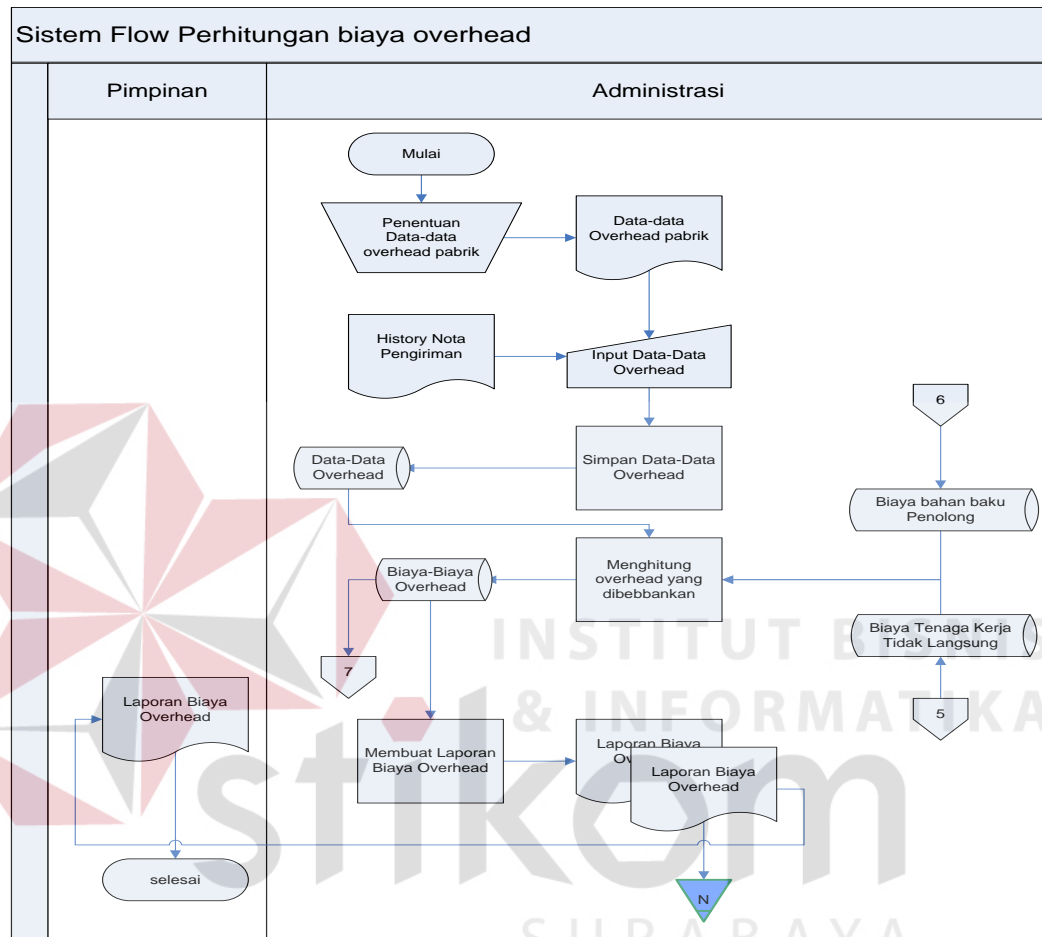 Sistem Flow Perhitungan biaya overhead
Pimpinan
Administrasi
Mulai
Penentuan
Data-data
overhead pabrik
Data-data
Overhead pabrik
History Nota
Pengiriman
Input Data-Data
Overhead
6
Data-Data
Overhead
Simpan Data-Data
Overhead
Biaya bahan baku
Penolong
Biaya-Biaya
Overhead
Menghitung
overhead yang
dibebbankan
Biaya Tenaga Kerja
Tidak Langsung
7
5
Laporan Biaya
Overhead
Membuat Laporan
Biaya Overhead
Laporan Biaya
Ov
Laporan Biaya
Overhead
selesai
N
INSTITUT BISNIS
& INFORMATIKA
stikom
SURABAYA